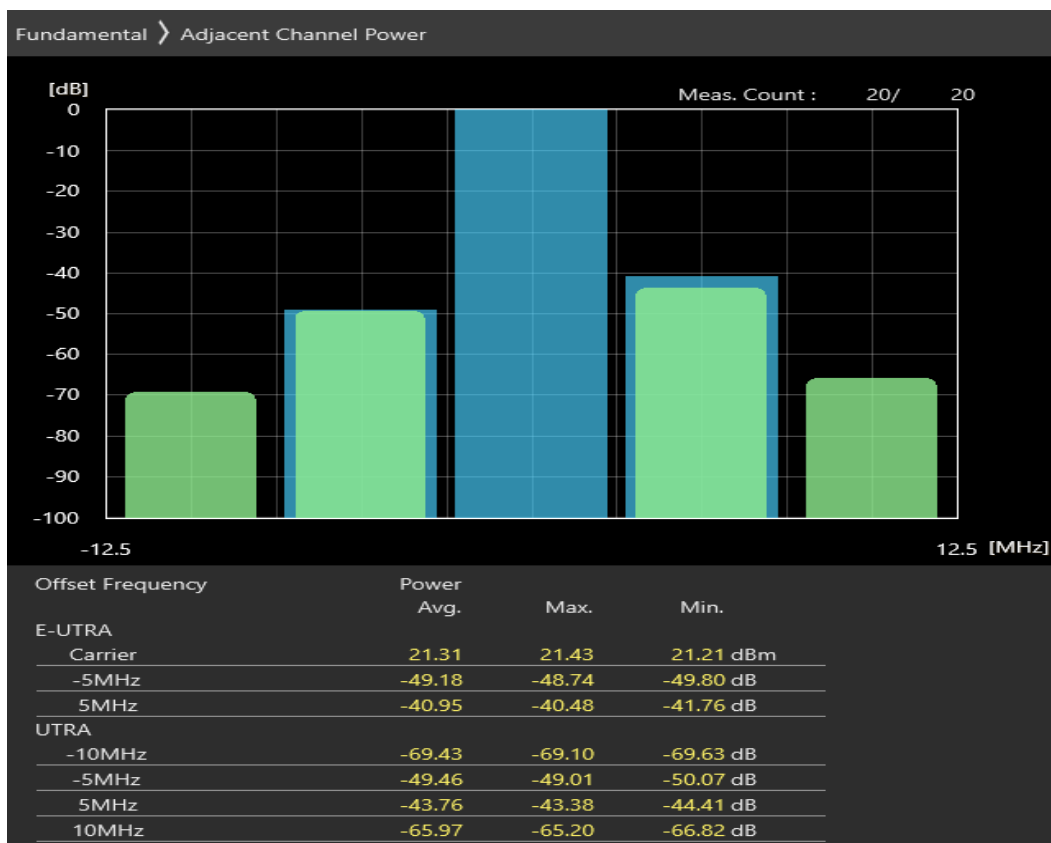 Fundamental 〉 Adjacent Channel Power
[dB]
Meas. Count : 20/ 20
0
-10
-20
-30
-40
-50
-60
-70
-80
-90
-100
-12.5 12.5 [MHz]
Offset Frequency Power
Avg. Max. Min.
E-UTRA
Carrier 21.31 21.43 21.21 dBm
-5MHz -49.18 -48.74 -49.80 dB
5MHz -40.95 -40.48 -41.76 dB
UTRA
-10MHz -69.43 -69.10 -69.63 dB
-5MHz -49.46 -49.01 -50.07 dB
5MHz -43.76 -43.38 -44.41 dB
10MHz -65.97 -65.20 -66.82 dB